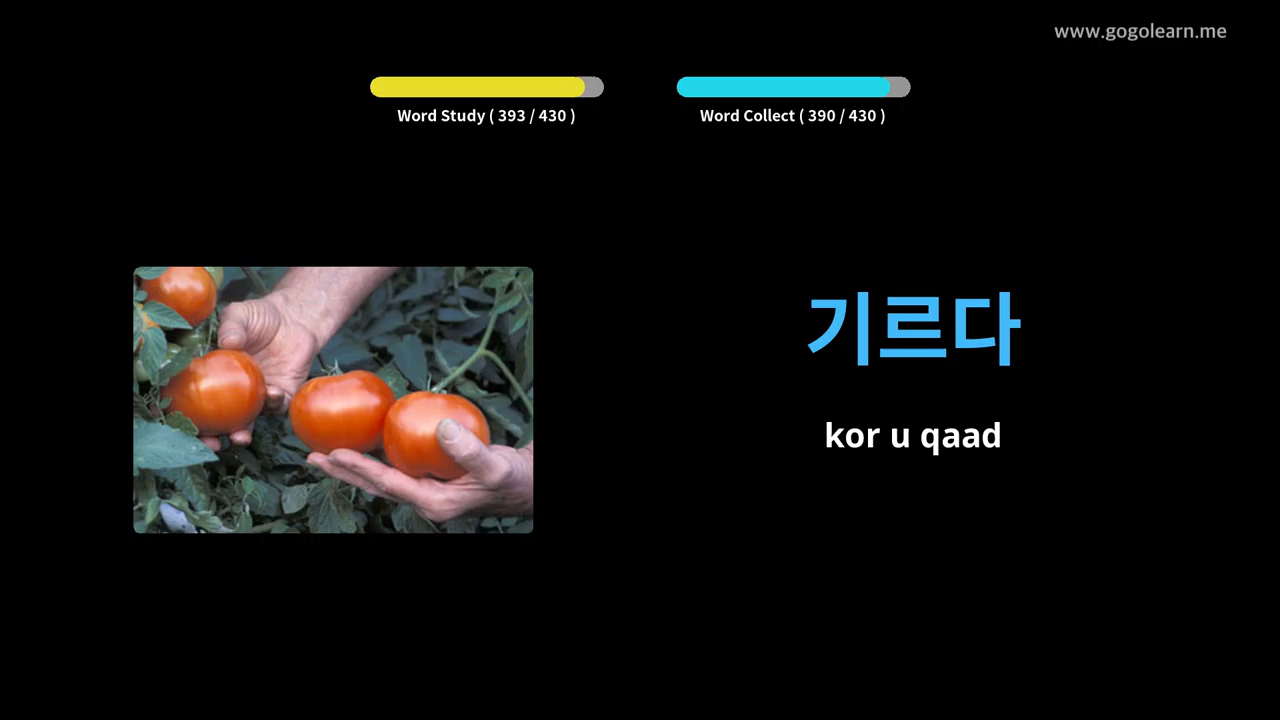 www.gogolearn.me
Word Study ( 393 / 430 )
Word Collect ( 390 / 430 )
기르다
kor u qaad